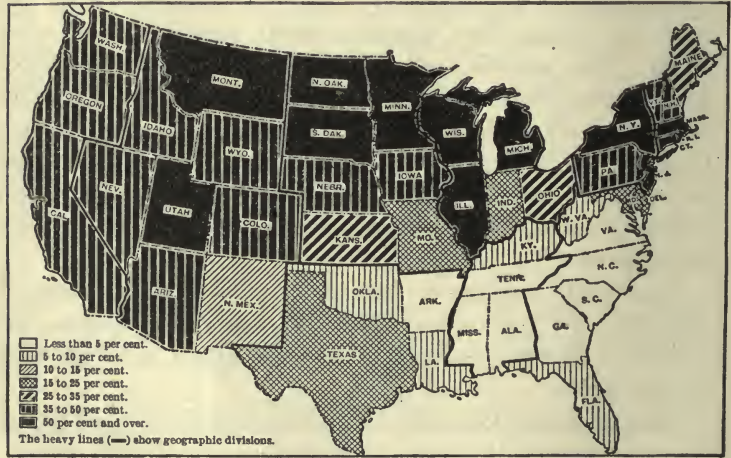 WASH.
MONT.
N. DAK.
MINN.
MAINE
OREGON
IDAHO
S. DAK.
WIS.
MICH.
N.Y.
V.T.
N.H.
MASS.
R.I.
CT.
WYO.
NEBR.
IOWA
PA.
NEV.
UTAH
COLO.
ILL.
IND.
OHIO
DEL.
CAL.
KANS.
MO.
KY.
W. VA.
VA.
ARIZ.
N. MEX.
OKLA.
ARK.
TENN.
N.C.
S.C.
MISS.
ALA.
GA.
TEXAS
LA.
FLA.
Less than 5 per cent.
5 to 10 per cent.
10 to 15 per cent.
15 to 25 per cent.
25 to 35 per cent.
35 to 50 per cent.
50 per cent and over.
The heavy lines (▬) show geographic divisions.